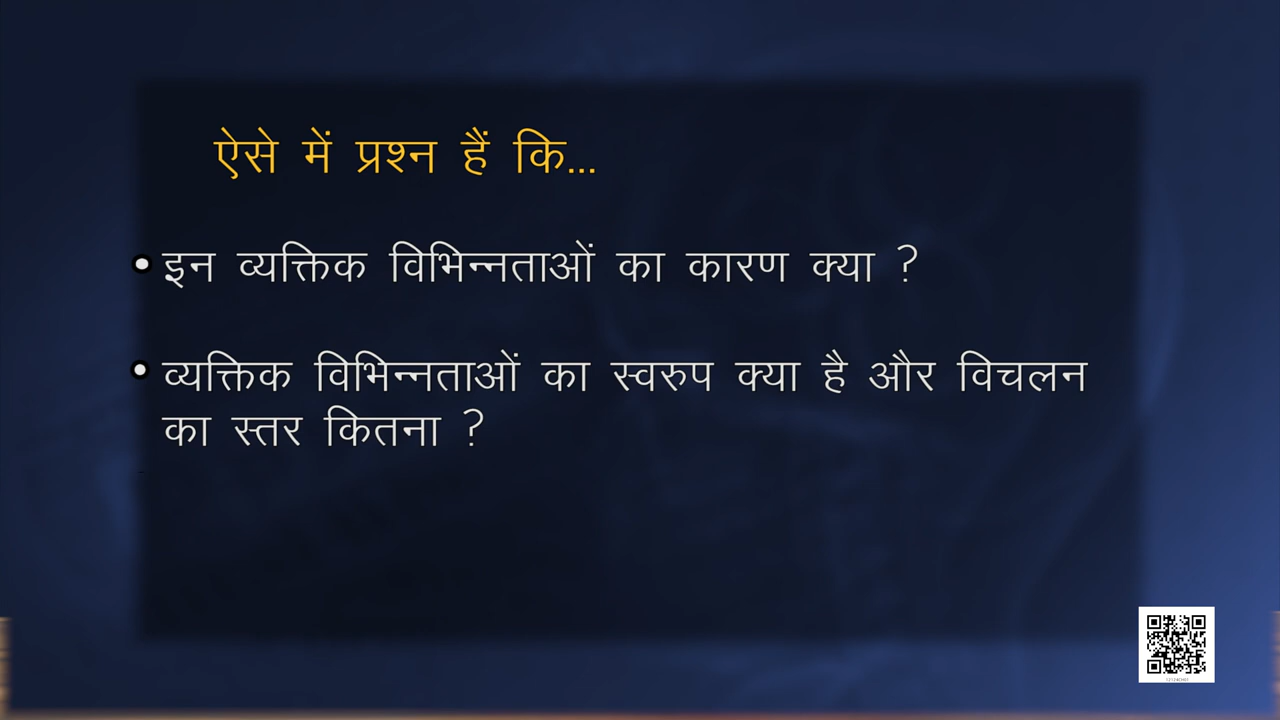 ऐसे में प्रश्न हैं कि...
• इन व्यक्तिक विभिन्नताओं का कारण क्या ?
• व्यक्तिक विभिन्नताओं का स्वरुप क्या है और विचलन
का स्तर कितना ?